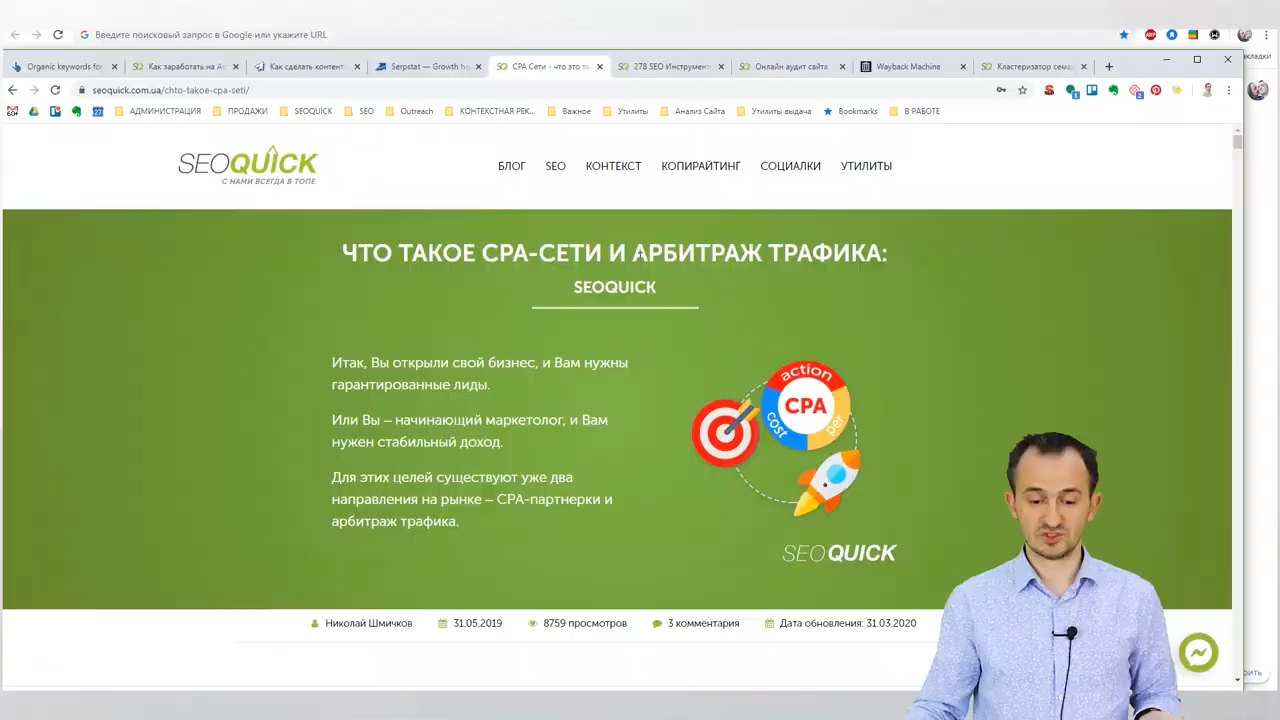 Введите поисковый запрос в Google или укажите URL
Organic keywords for
Как заработать на Ad
Как сделать контент
Serpstat — Growth h
CPA Сети - что это та
278 SEO Инструмент
Онлайн аудит сайта
Wayback Machine
Кластеризатор сема
seoquick.com.ua/chto-takoe-cpa-seti/
АДМИНИСТРАЦИЯ
ПРОДАЖИ
SEOQUICK
SEO
Outreach
КОНТЕКСТНАЯ РЕК...
Важное
Утилиты
Анализ Сайта
Утилиты выдача
Bookmarks
В РАБОТЕ
SEOQUICK
С НАМИ ВСЕГДА В ТОПЕ
БЛОГ
SEO
КОНТЕКСТ
КОПИРАЙТИНГ
СОЦИАЛКИ
УТИЛИТЫ
ЧТО ТАКОЕ CPA-СЕТИ И АРБИТРАЖ ТРАФИКА:
SEOQUICK
Итак, Вы открыли свой бизнес, и Вам нужны
гарантированные лиды.
Или Вы – начинающий маркетолог, и Вам
нужен стабильный доход.
Для этих целей существуют уже два
направления на рынке – CPA-партнерки и
арбитраж трафика.
action
CPA
cost
per
SEOQUICK
Николай Шмичков
31.05.2019
8759 просмотров
3 комментария
Дата обновления: 31.03.2020